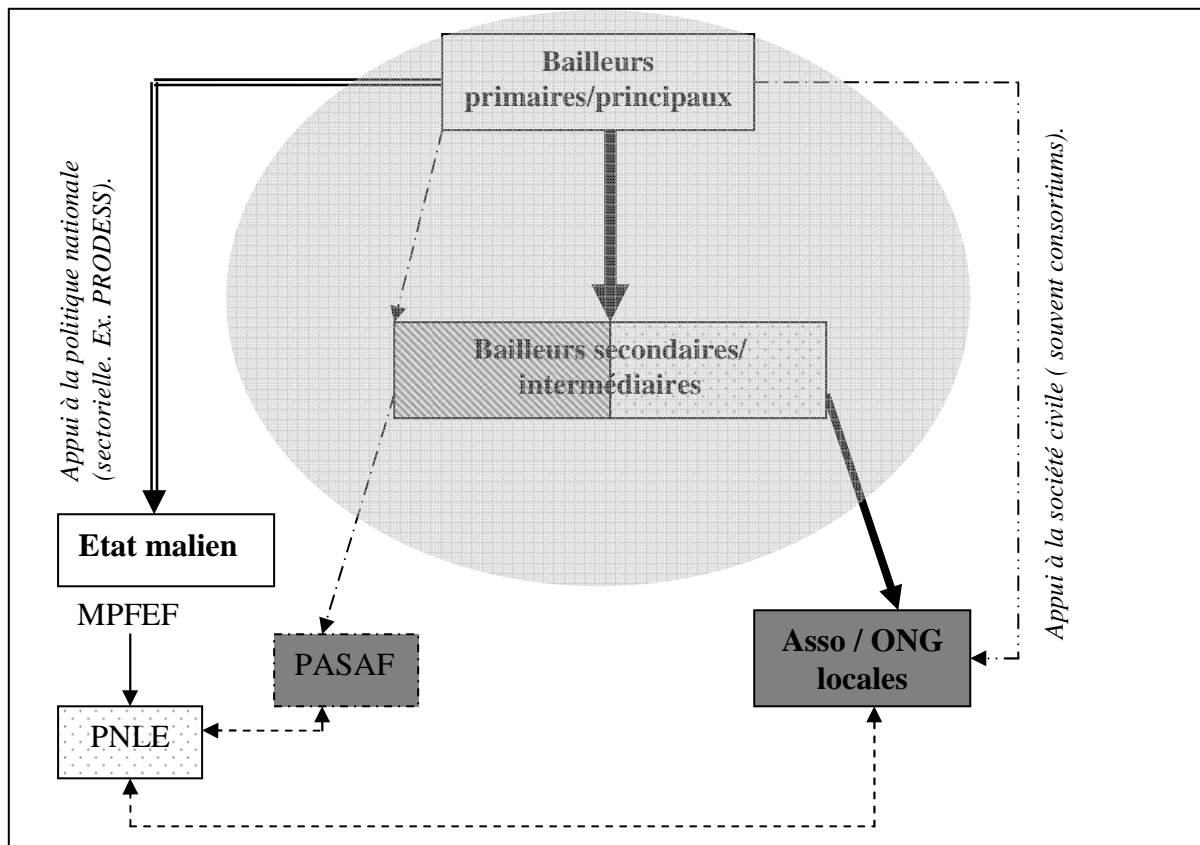 Bailleurs
primaires/principaux
Appui à la politique nationale
(sectorielle. Ex. PRODESS).
Appui à la société civile ( souvent consortiums).
Bailleurs secondaires/
intermédiaires
Etat malien
MPFEF
PASAF
Asso / ONG
locales
PNLE